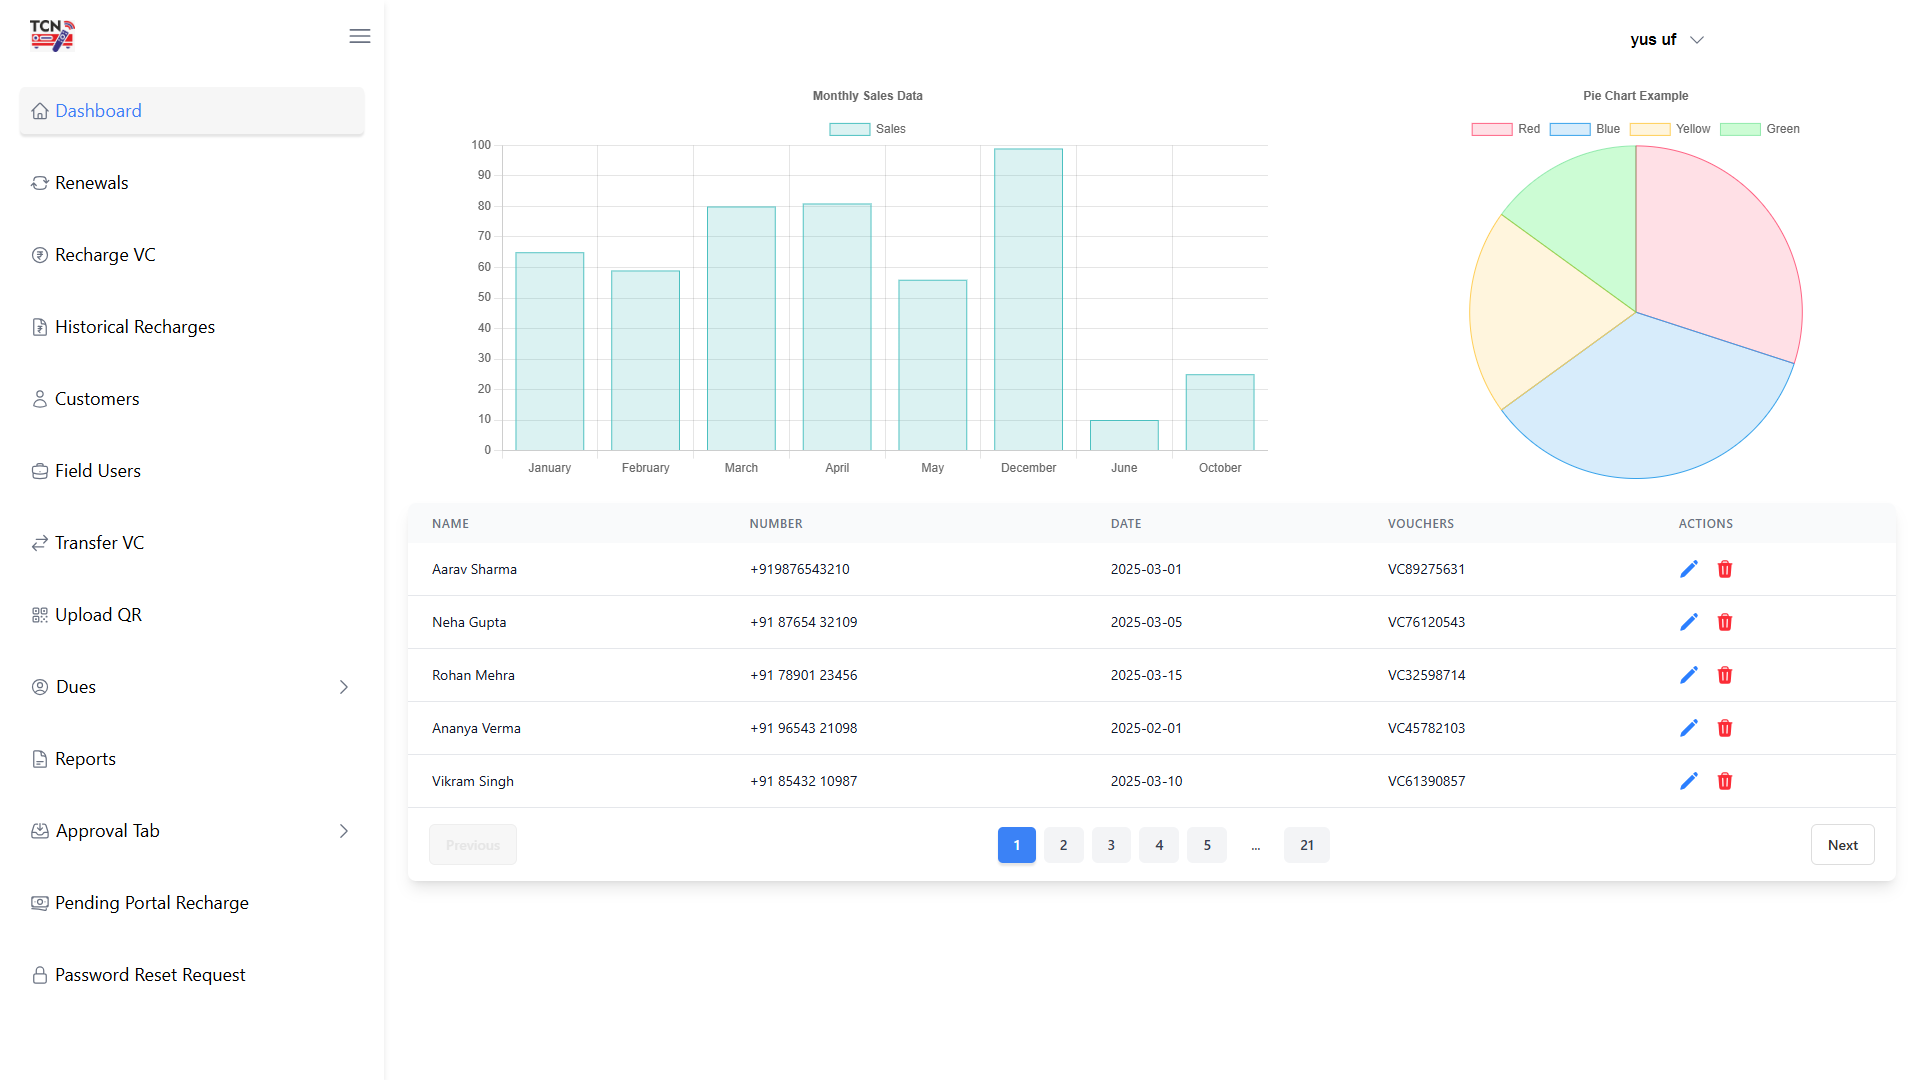 TCN
yus uf
Dashboard
Renewals
Recharge VC
Historical Recharges
Customers
Field Users
Transfer VC
Upload QR
Dues
Reports
Approval Tab
Pending Portal Recharge
Password Reset Request
Monthly Sales Data
Sales
100
90
80
70
60
50
40
30
20
10
0
January February March April May December June October
Pie Chart Example
Red Blue Yellow Green
NAME NUMBER DATE VOUCHERS ACTIONS
Aarav Sharma +919876543210 2025-03-01 VC89275631
Neha Gupta +91 87654 32109 2025-03-05 VC76120543
Rohan Mehra +91 78901 23456 2025-03-15 VC32598714
Ananya Verma +91 96543 21098 2025-02-01 VC45782103
Vikram Singh +91 85432 10987 2025-03-10 VC61390857
Previous 1 2 3 4 5 ... 21 Next